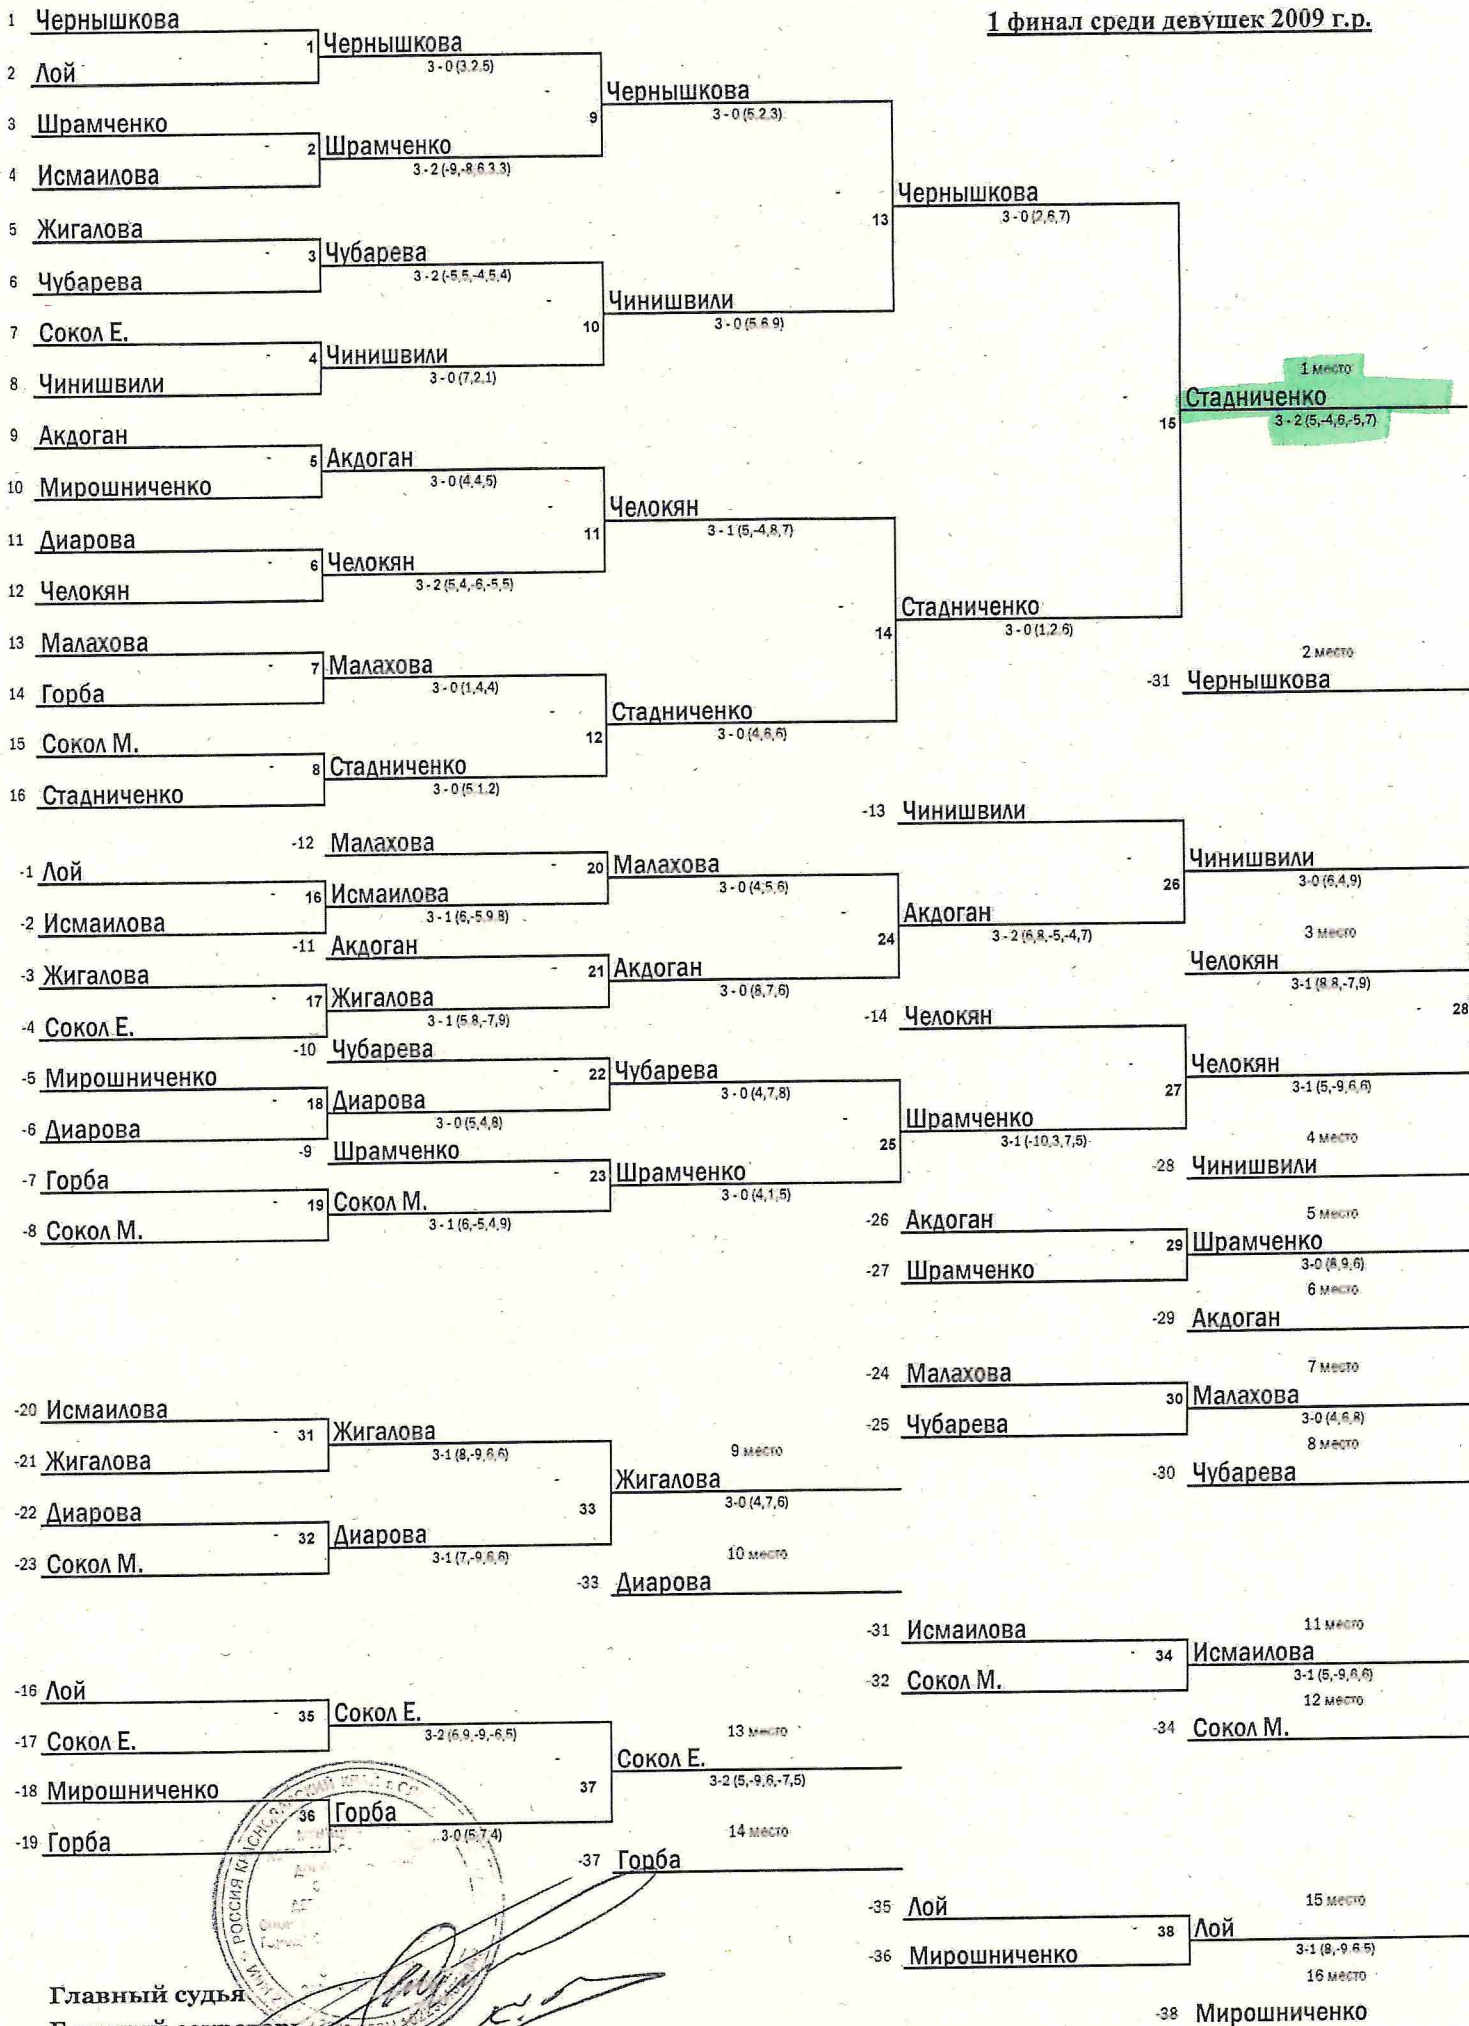 1 финал среди девушек 2009 г.р.
1 Чернышкова
1 Чернышкова
3 - 0 (3,2,5)
2 Лой
Чернышкова
3 - 0 (5,2,3)
9
3 Шрамченко
2 Шрамченко
3 - 2 (-9,-8,6,3,3)
4 Исмаилова
Чернышкова
3 - 0 (2,6,7)
13
5 Жигалова
3 Чубарева
3 - 2 (-5,5,-4,5,4)
6 Чубарева
Чинишвили
3 - 0 (5,6,9)
10
7 Сокол Е.
4 Чинишвили
3 - 0 (7,2,1)
8 Чинишвили
1 место
Стадниченко
3 - 2 (5,-4,6,-5,7)
15
9 Акдоган
5 Акдоган
3 - 0 (4,4,5)
10 Мирошниченко
Челокян
3 - 1 (5,-4,8,7)
11
11 Диарова
6 Челокян
3 - 2 (5,4,-6,-5,5)
12 Челокян
Стадниченко
3 - 0 (1,2,6)
14
13 Малахова
7 Малахова
3 - 0 (1,4,4)
14 Горба
2 место
-31 Чернышкова
Стадниченко
3 - 0 (4,6,6)
12
15 Сокол М.
8 Стадниченко
3 - 0 (5,1,2)
16 Стадниченко
-13 Чинишвили
-12 Малахова
20 Малахова
3 - 0 (4,5,6)
Чинишвили
3-0 (6,4,9)
26
-1 Лой
16 Исмаилова
3 - 1 (6,-5,9,8)
-2 Исмаилова
Акдоган
3 - 2 (6,8,-5,-4,7)
24
3 место
-11 Акдоган
21 Акдоган
3 - 0 (8,7,6)
Челокян
3-1 (8,8,-7,9)
28
-3 Жигалова
17 Жигалова
3 - 1 (5,8,-7,9)
-4 Сокол Е.
-14 Челокян
-10 Чубарева
22 Чубарева
3 - 0 (4,7,8)
Челокян
3-1 (5,-9,6,6)
27
-5 Мирошниченко
18 Диарова
3 - 0 (5,4,8)
-6 Диарова
Шрамченко
3-1 (-10,3,7,5)
25
4 место
-28 Чинишвили
-9 Шрамченко
23 Шрамченко
3 - 0 (4,1,5)
-7 Горба
19 Сокол М.
3 - 1 (6,-5,4,9)
-8 Сокол М.
-26 Акдоган
5 место
29 Шрамченко
3-0 (8,9,6)
-27 Шрамченко
6 место
-29 Акдоган
-24 Малахова
7 место
30 Малахова
3-0 (4,6,8)
-25 Чубарева
8 место
-30 Чубарева
-20 Исмаилова
31 Жигалова
3-1 (8,-9,6,6)
-21 Жигалова
9 место
Жигалова
3-0 (4,7,6)
33
-22 Диарова
32 Диарова
3-1 (7,-9,6,6)
-23 Сокол М.
10 место
-33 Диарова
-31 Исмаилова
11 место
34 Исмаилова
3-1 (5,-9,6,6)
-32 Сокол М.
12 место
-34 Сокол М.
-16 Лой
35 Сокол Е.
3-2 (6,9,-9,-6,5)
-17 Сокол Е.
13 место
Сокол Е.
3-2 (5,-9,6,-7,5)
37
-18 Мирошниченко
36 Горба
3-0 (5,7,4)
-19 Горба
14 место
-37 Горба
-35 Лой
15 место
38 Лой
3-1 (8,-9,6,5)
-36 Мирошниченко
16 место
-38 Мирошниченко
Главный судья